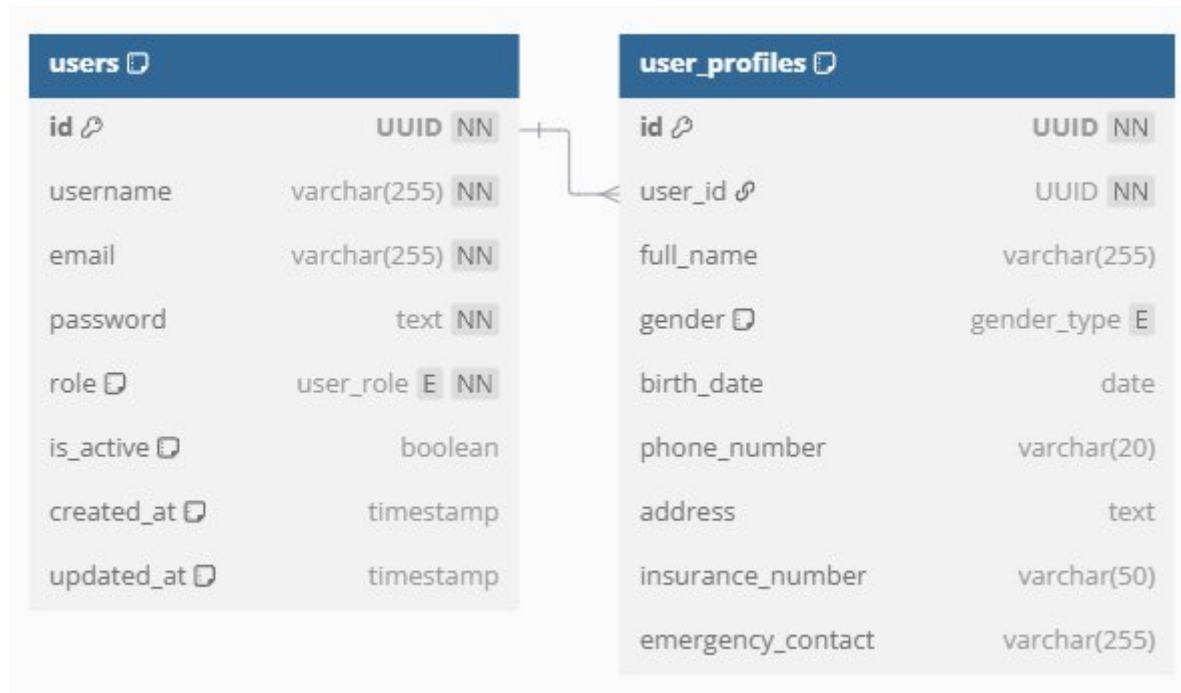 users
id UUID NN
username varchar(255) NN
email varchar(255) NN
password text NN
role user_role E NN
is_active boolean
created_at timestamp
updated_at timestamp
user_profiles
id UUID NN
user_id UUID NN
full_name varchar(255)
gender gender_type E
birth_date date
phone_number varchar(20)
address text
insurance_number varchar(50)
emergency_contact varchar(255)